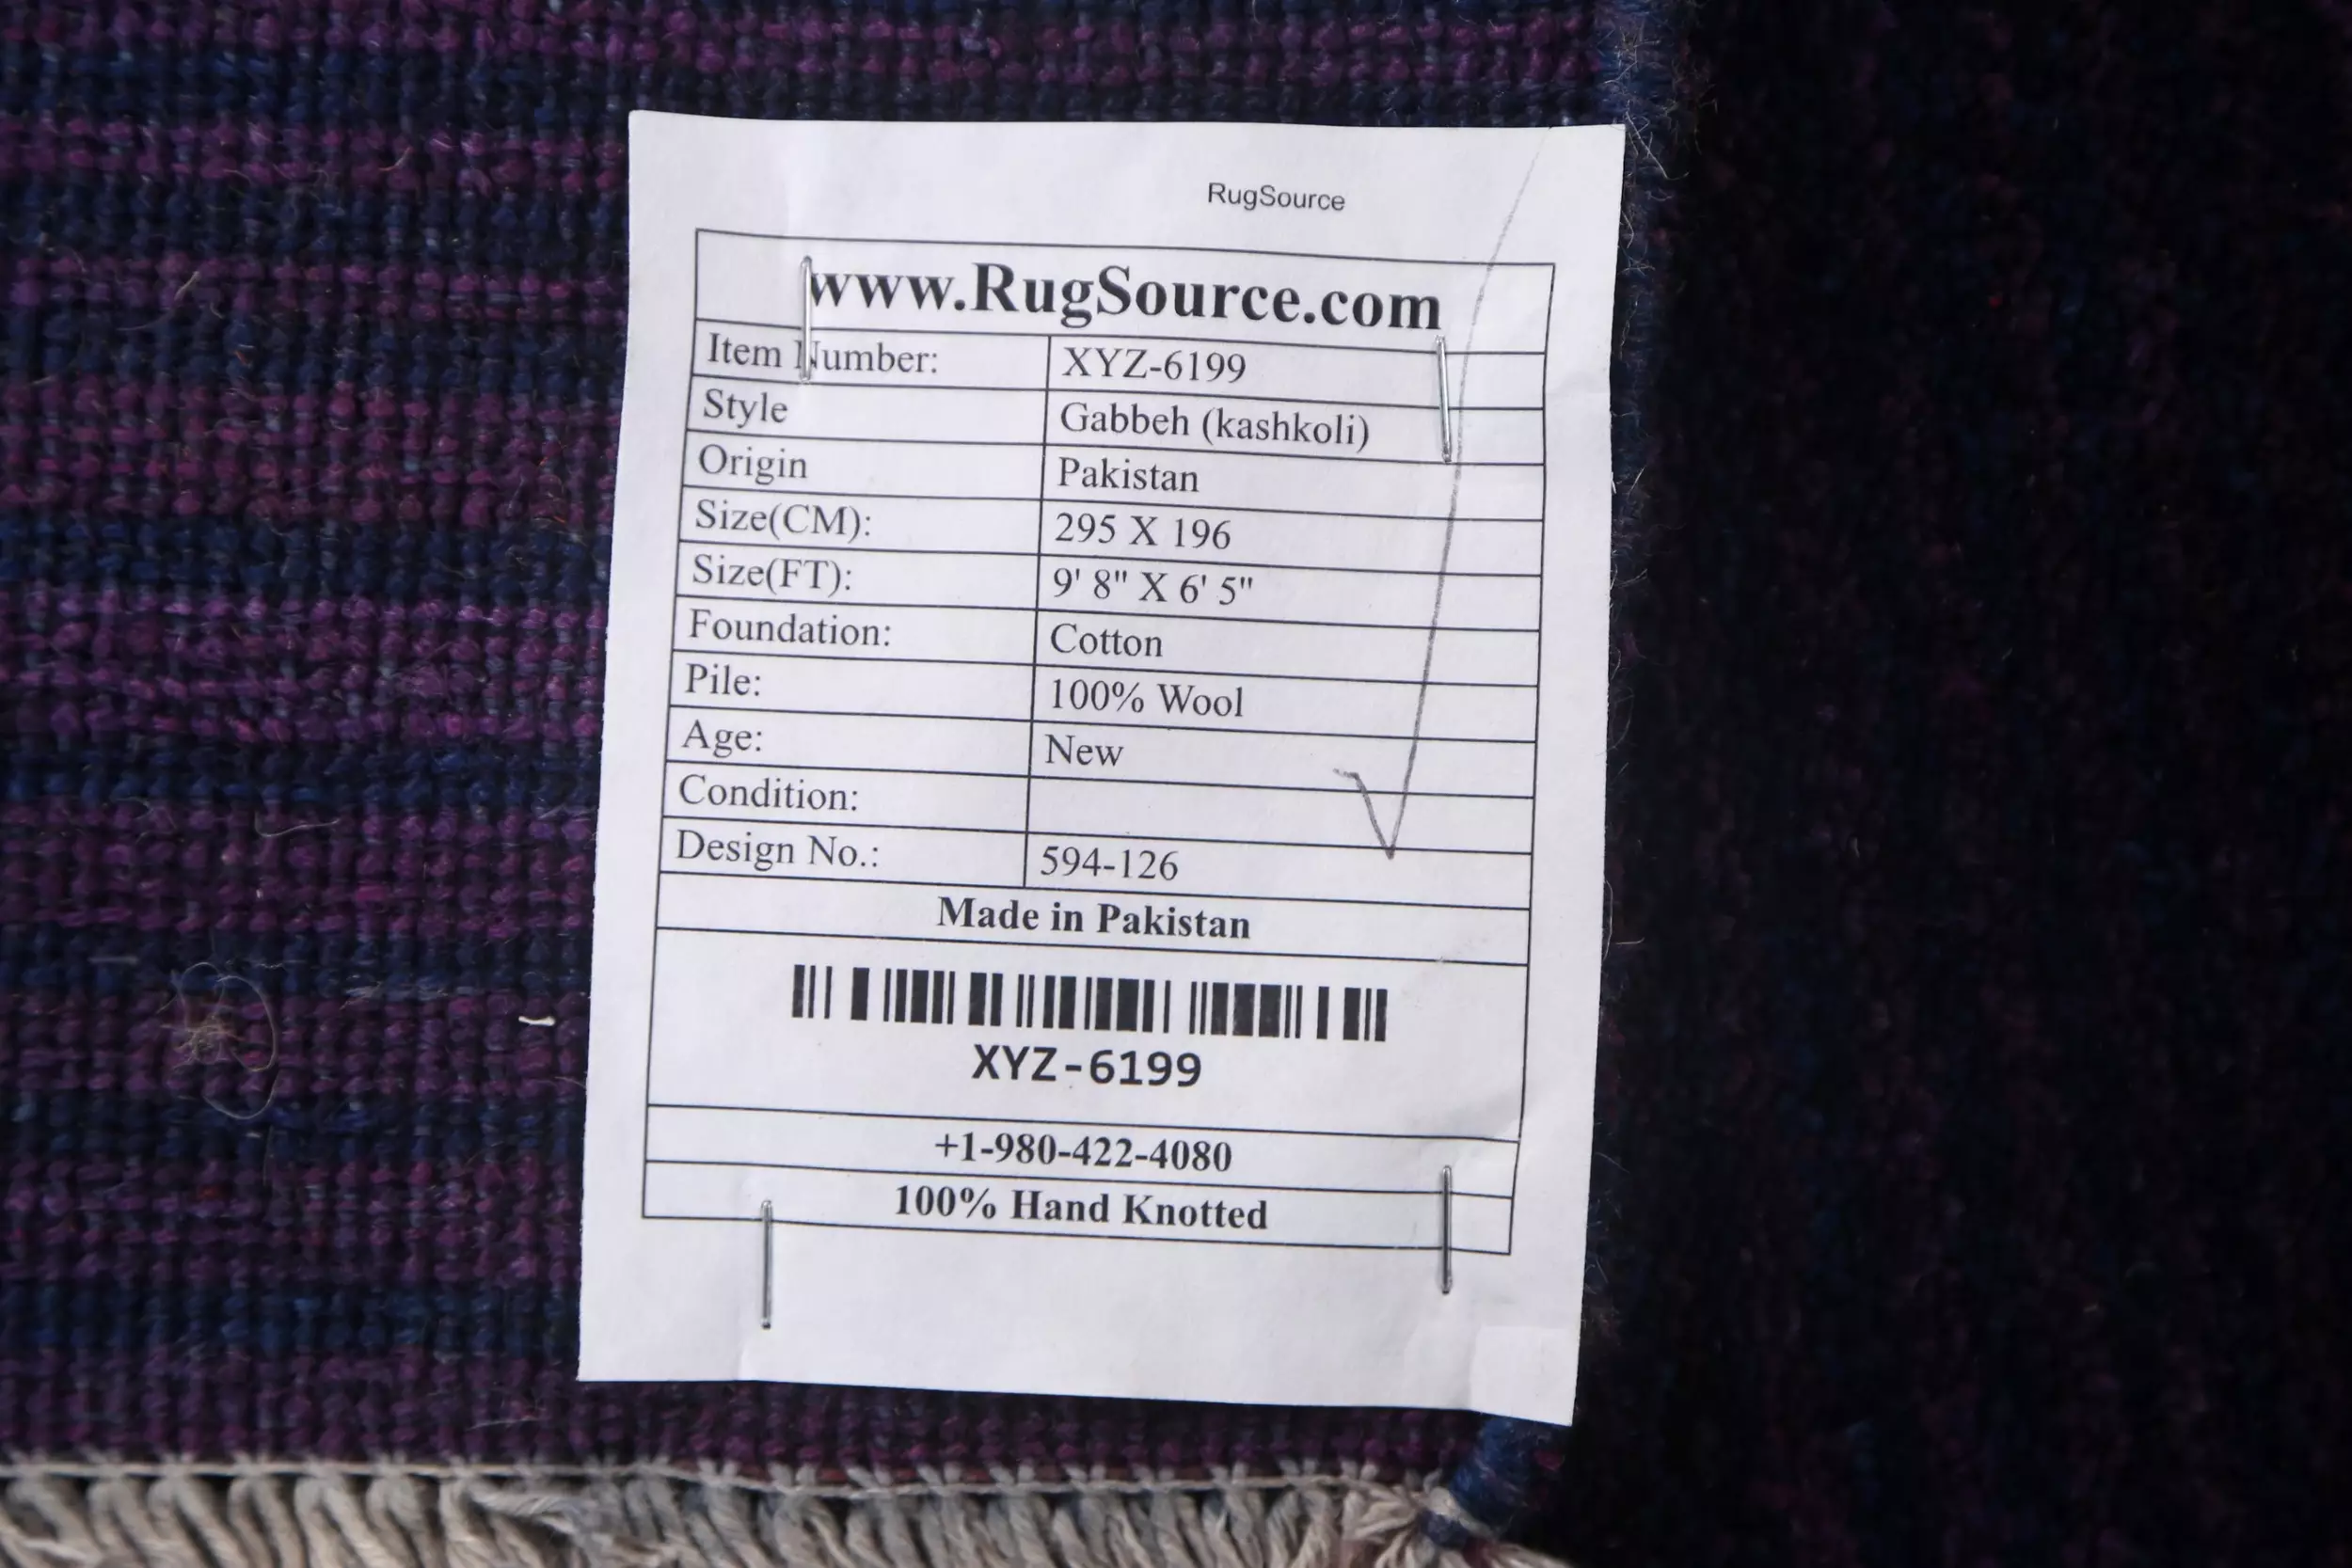 RugSource
www.RugSource.com
Item Number: XYZ-6199
Style Gabbeh (kashkoli)
Origin Pakistan
Size(CM): 295 X 196
Size(FT): 9' 8" X 6' 5"
Foundation: Cotton
Pile: 100% Wool
Age: New
Condition:
Design No.: 594-126
Made in Pakistan
XYZ-6199
+1-980-422-4080
100% Hand Knotted